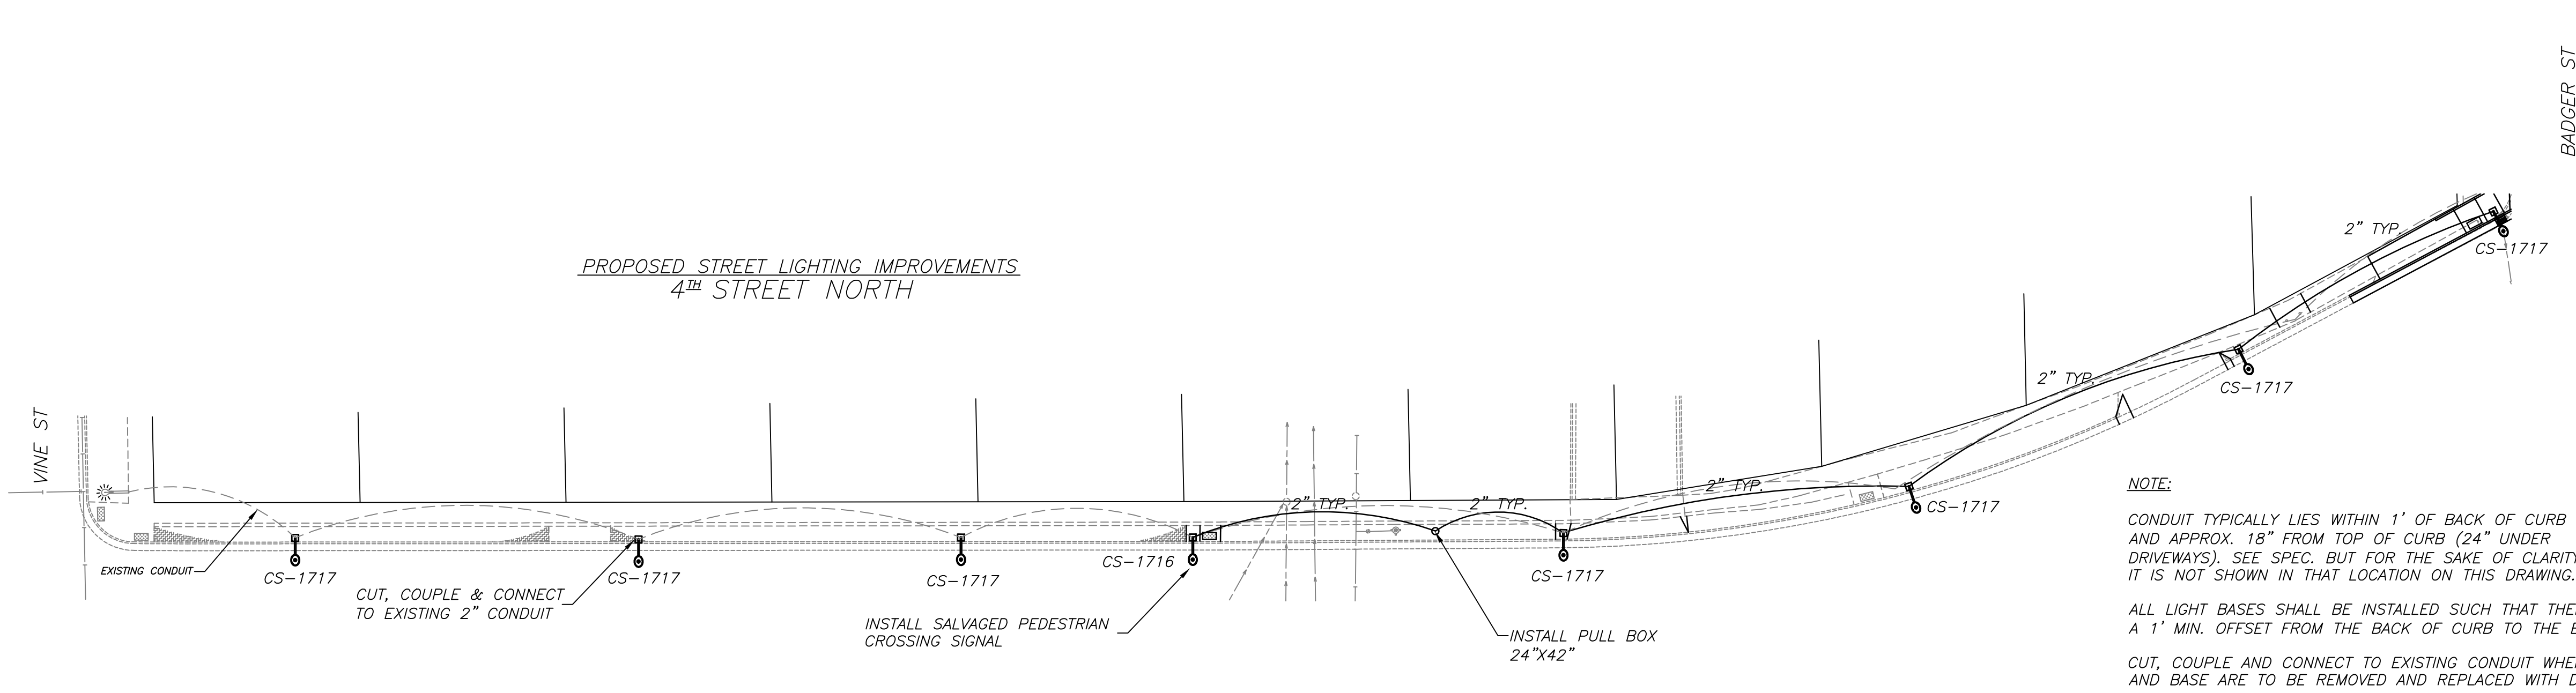 BADGER ST
PROPOSED STREET LIGHTING IMPROVEMENTS
4TH STREET NORTH
2" TYP.
CS-1717
2" TYP.
CS-1717
VINE ST
2" TYP.
2" TYP.
2" TYP.
CS-1717
EXISTING CONDUIT
CS-1717
CS-1717
CS-1717
CS-1716
CS-1717
CUT, COUPLE & CONNECT
TO EXISTING 2" CONDUIT
INSTALL SALVAGED PEDESTRIAN
CROSSING SIGNAL
INSTALL PULL BOX
24"X42"
NOTE:
CONDUIT TYPICALLY LIES WITHIN 1' OF BACK OF CURB
AND APPROX. 18" FROM TOP OF CURB (24" UNDER
DRIVEWAYS). SEE SPEC. BUT FOR THE SAKE OF CLARITY
IT IS NOT SHOWN IN THAT LOCATION ON THIS DRAWING.
ALL LIGHT BASES SHALL BE INSTALLED SUCH THAT
A 1' MIN. OFFSET FROM THE BACK OF CURB TO THE
CUT, COUPLE AND CONNECT TO EXISTING CONDUIT
AND BASE ARE TO BE REMOVED AND REPLACED WITH